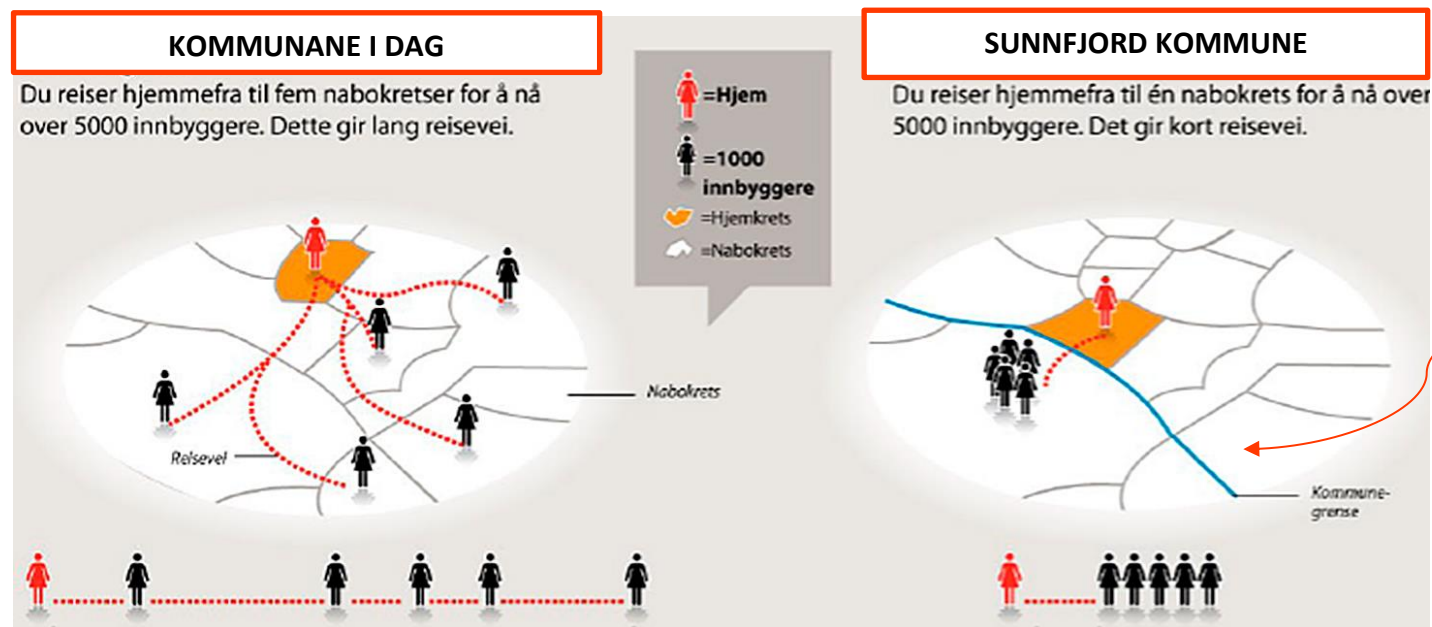 KOMMUNANE I DAG
Du reiser hjemmefra til fem nabokretser for å nå
over 5000 innbyggere. Dette gir lang reisevei.
=Hjem
=1000
innbyggere
=Hjemkrets
=Nabokrets
SUNNFJORD KOMMUNE
Du reiser hjemmefra til én nabokrets for å nå over
5000 innbyggere. Det gir kort reisevei.
Nabokrets
Reisevei
Kommune-
grense